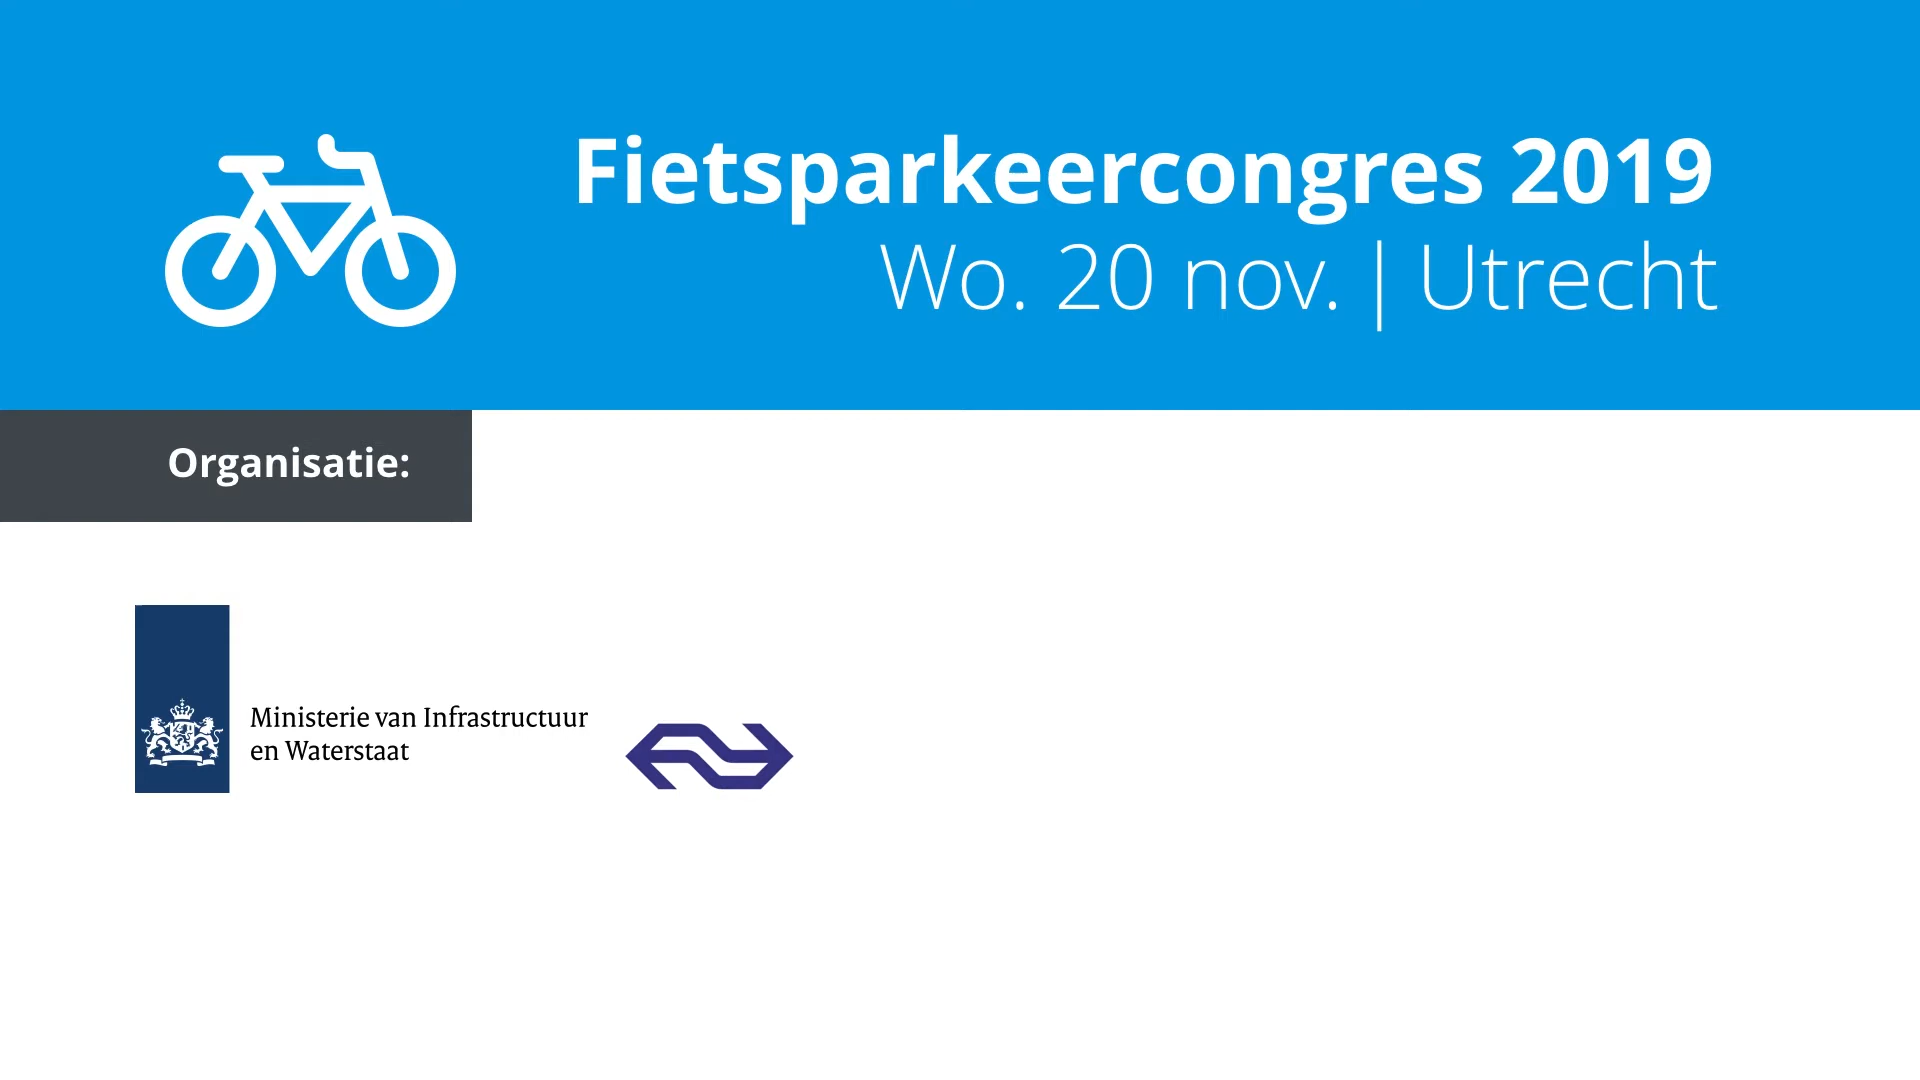 Fietsparkeercongres 2019
Wo. 20 nov. | Utrecht
Organisatie:
Ministerie van Infrastructuur
en Waterstaat